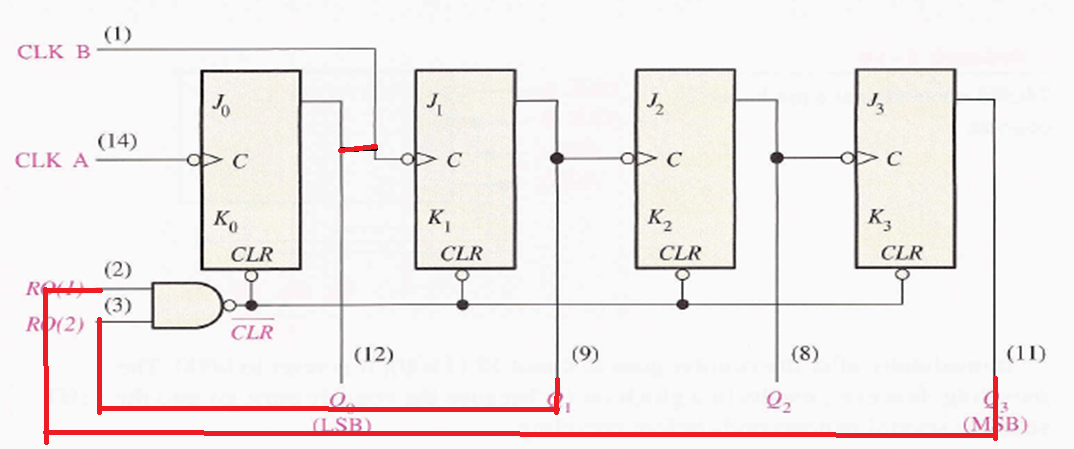 CLK B (1)
J₀ J₁ J₂ J₃
CLK A (14) C C C C
K₀ K₁ K₂ K₃
CLR CLR CLR CLR
RO(1) (2)
RO(2) (3)
CLR
(12) (9) (8) (11)
Q₀ Q₁ Q₂ Q₃
(LSB) (MSB)